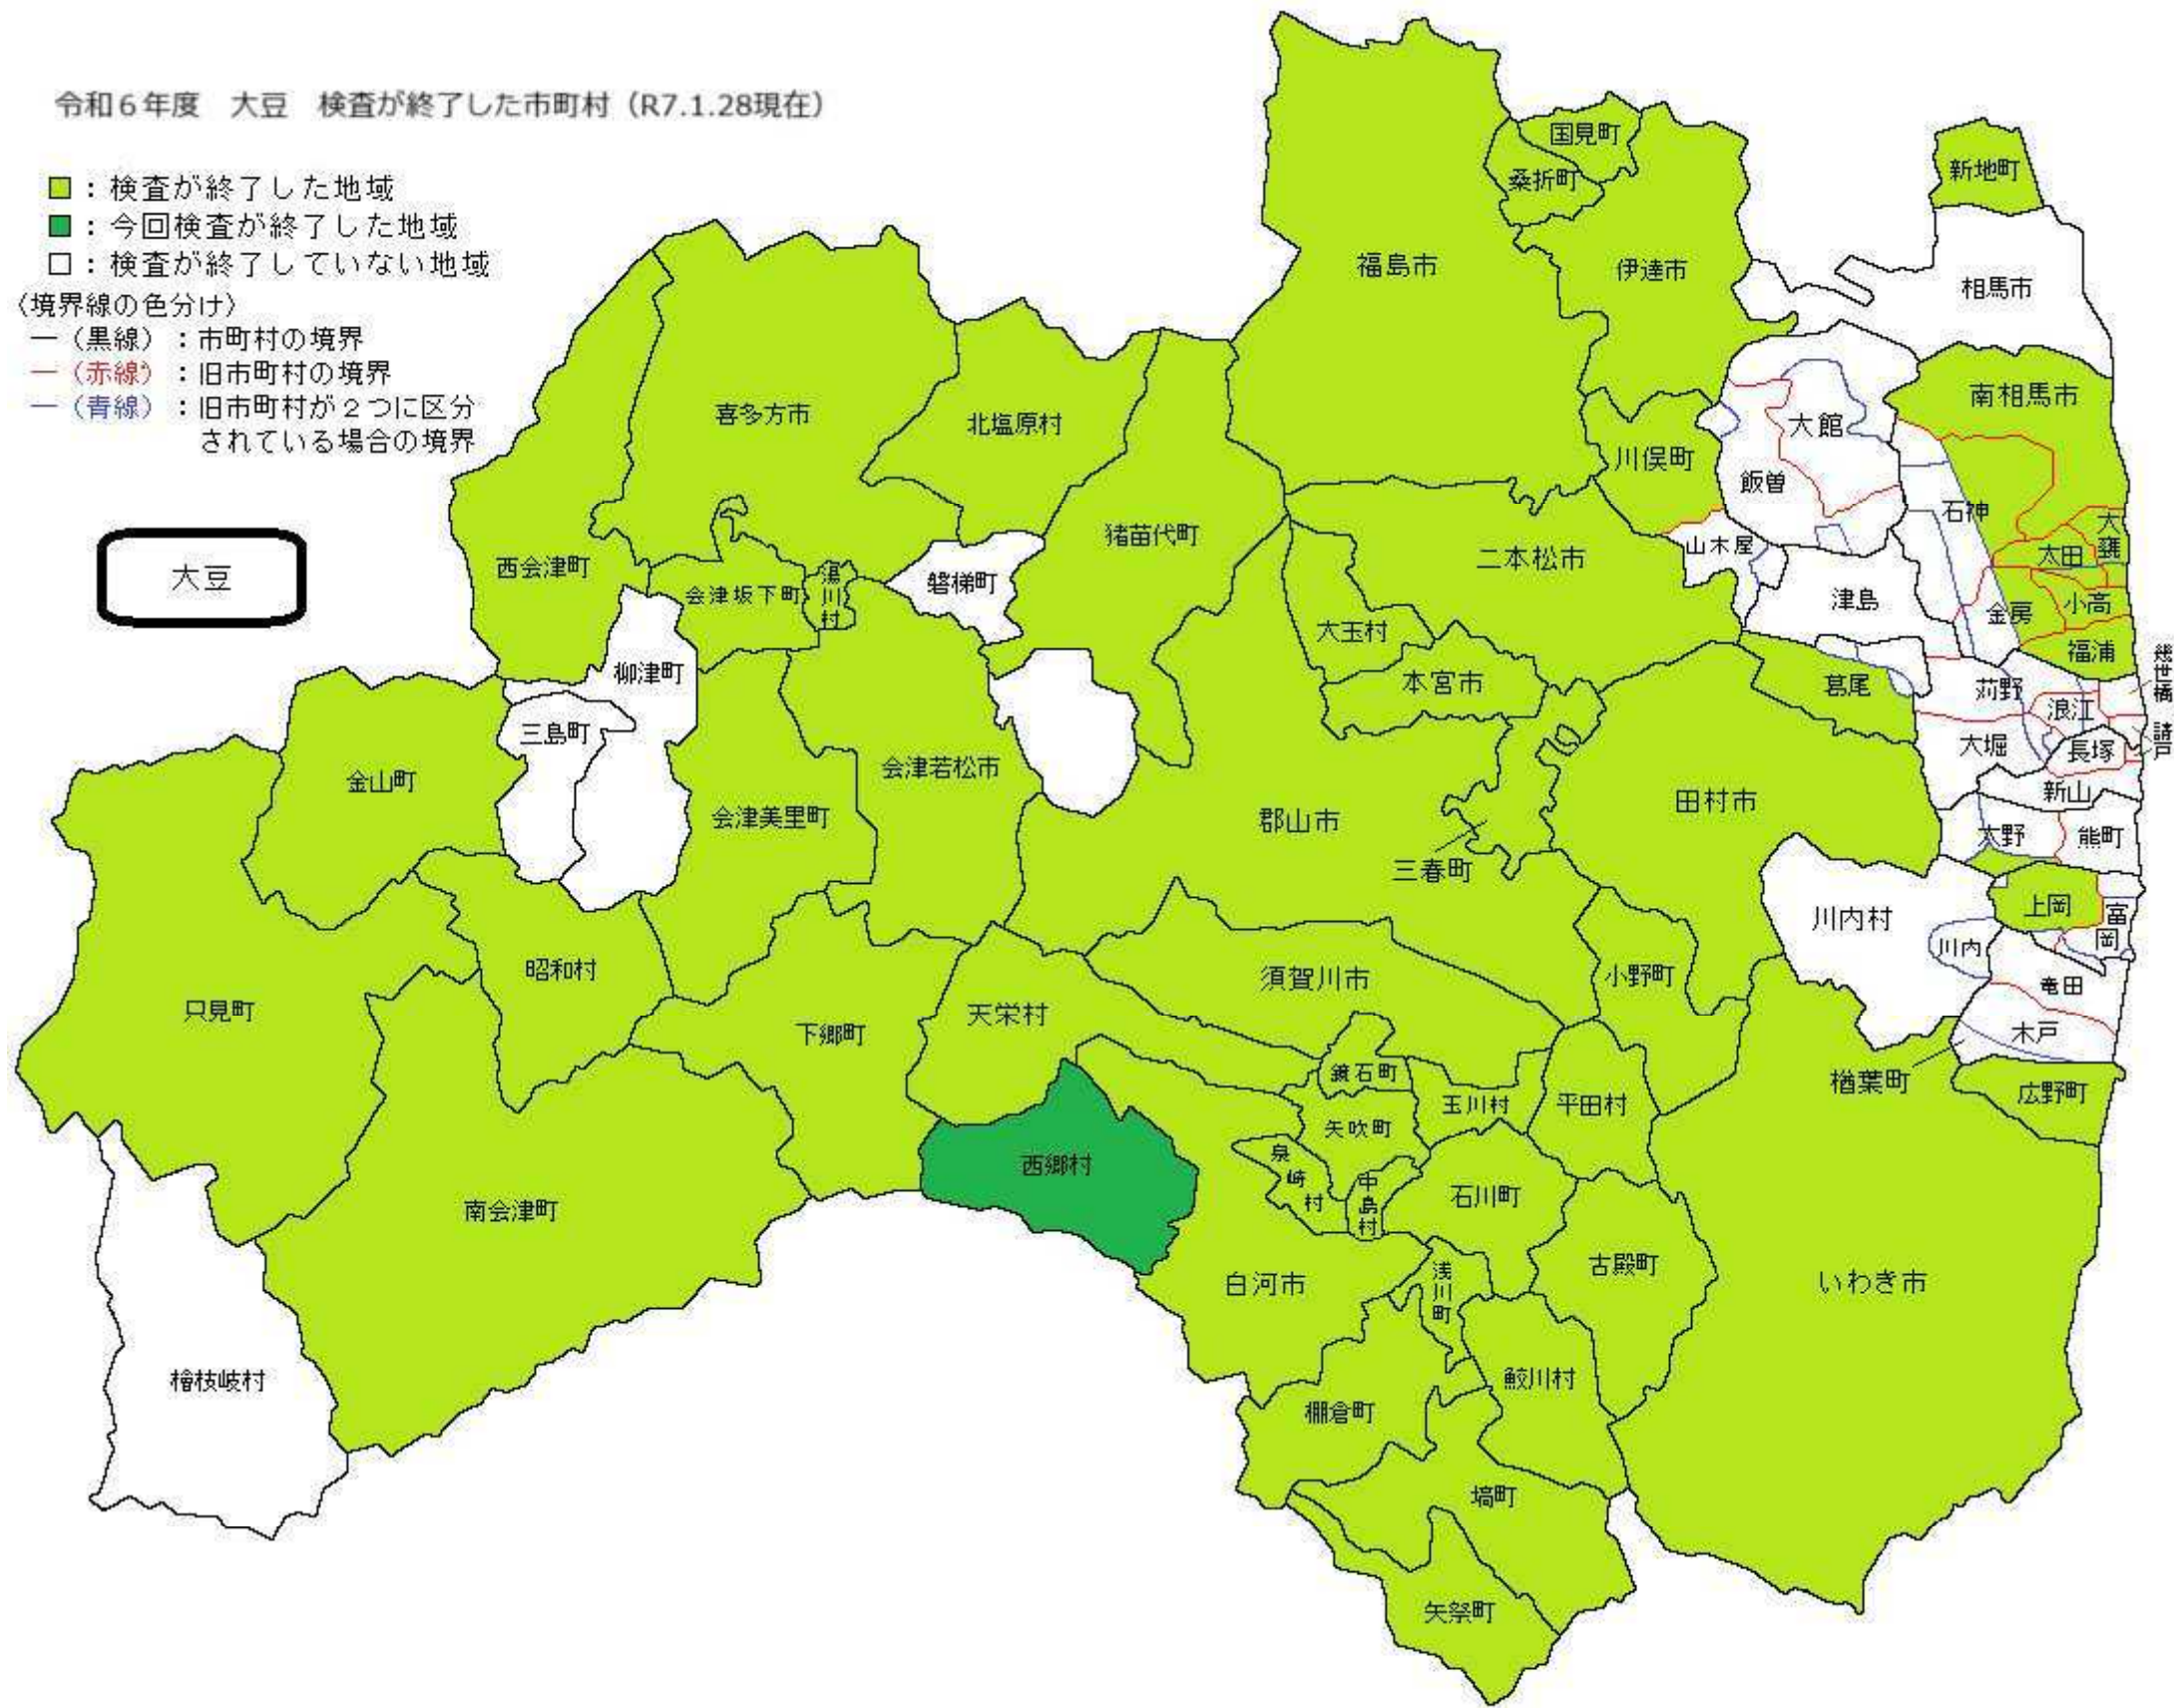 令和６年度　大豆　検査が終了した市町村（R7.1.28現在）
：検査が終了した地域
：今回検査が終了した地域
：検査が終了していない地域
〈境界線の色分け〉
―（黒線）：市町村の境界
―（赤線）：旧市町村の境界
―（青線）：旧市町村が２つに区分
されている場合の境界
大豆
国見町
桑折町
新地町
福島市
伊達市
相馬市
南相馬市
喜多方市
北塩原村
川俣町
大館
飯曽
石神
大甕
太田
山木屋
猪苗代町
二本松市
西会津町
会津坂下町
湯川村
磐梯町
津島
金房
小高
大玉村
福浦
幾世橋
柳津町
本宮市
葛尾
苅野
浪江
請戸
三島町
大堀
長塚
金山町
会津若松市
会津美里町
郡山市
田村市
新山
大野
熊町
三春町
川内村
上岡
富岡
川内
昭和村
須賀川市
小野町
竜田
只見町
下郷町
天栄村
木戸
鏡石町
楢葉町
広野町
玉川村
平田村
矢吹町
西郷村
泉崎村
中島村
石川町
南会津町
白河市
浅川町
古殿町
いわき市
檜枝岐村
棚倉町
鮫川村
塙町
矢祭町